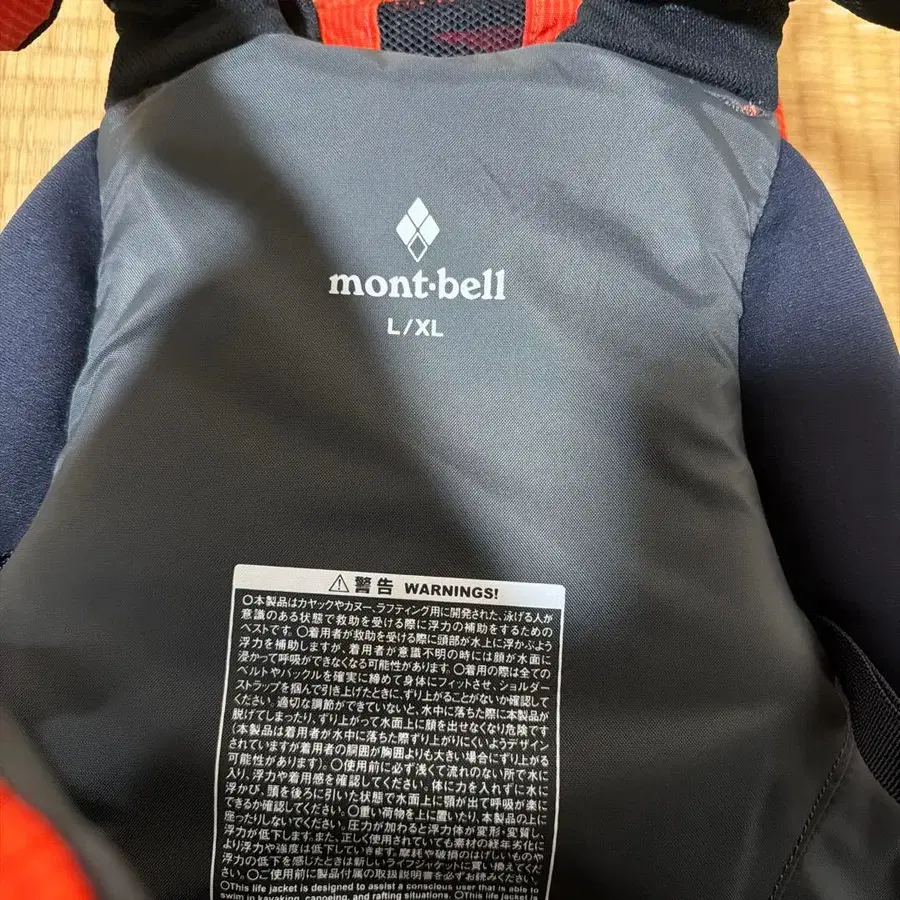 mont·bell
L/XL
⚠警告 WARNINGS!
○本製品はカヤックやカヌー、ラフティング用に開発された、泳げる人が
意識のある状態で救助を受ける際に浮力の補助をするための
ベストです。○着用者が救助を受ける際に頭部が水上に浮かぶよう
浮力を補助しますが、着用者が意識不明の時には顔が水面に
浸かって呼吸ができなくなる可能性があります。○着用の際は全ての
ベルトやバックルを確実に締めて身体にフィットさせ、ショルダー
ストラップを掴んで引き上げたときに、ずり上がることがないか確認して
ください。適切な調節ができていないと、水中に落ちた際に本製品が
脱げてしまったり、ずり上がって水面上に顔を出せなくなり危険です
(本製品は着用者が水中に落ちた際ずり上がりにくいようデザイン
されていますが着用者の胴囲が胸囲よりも大きい場合にずり上がる
可能性があります)。○使用前に必ず浅くて流れのない所で水に
入り、浮力や着用感を確認してください。体に力を入れずに水に
浮かび、頭を後ろに引いた状態で水面上に顎が出て呼吸が楽に
できるか確認してください。○重い荷物を上に置いたり、本製品の上に
座ったりしないでください。圧力が加わると浮力体が変形・変質し、
浮力が低下します。また、正しく使用されていても素材の経年劣化に
より浮力や強度は低下していきます。摩耗や破損のはげしいものや
浮力の低下を感じたときは新しいライフジャケットに買い換えてくだ
さい。○ご使用前に製品付属の取扱説明書を必ずお読みください。
○This life jacket is designed to assist a conscious user that is able to
swim in kayaking, canoeing, and rafting situations. ○This life jacket is